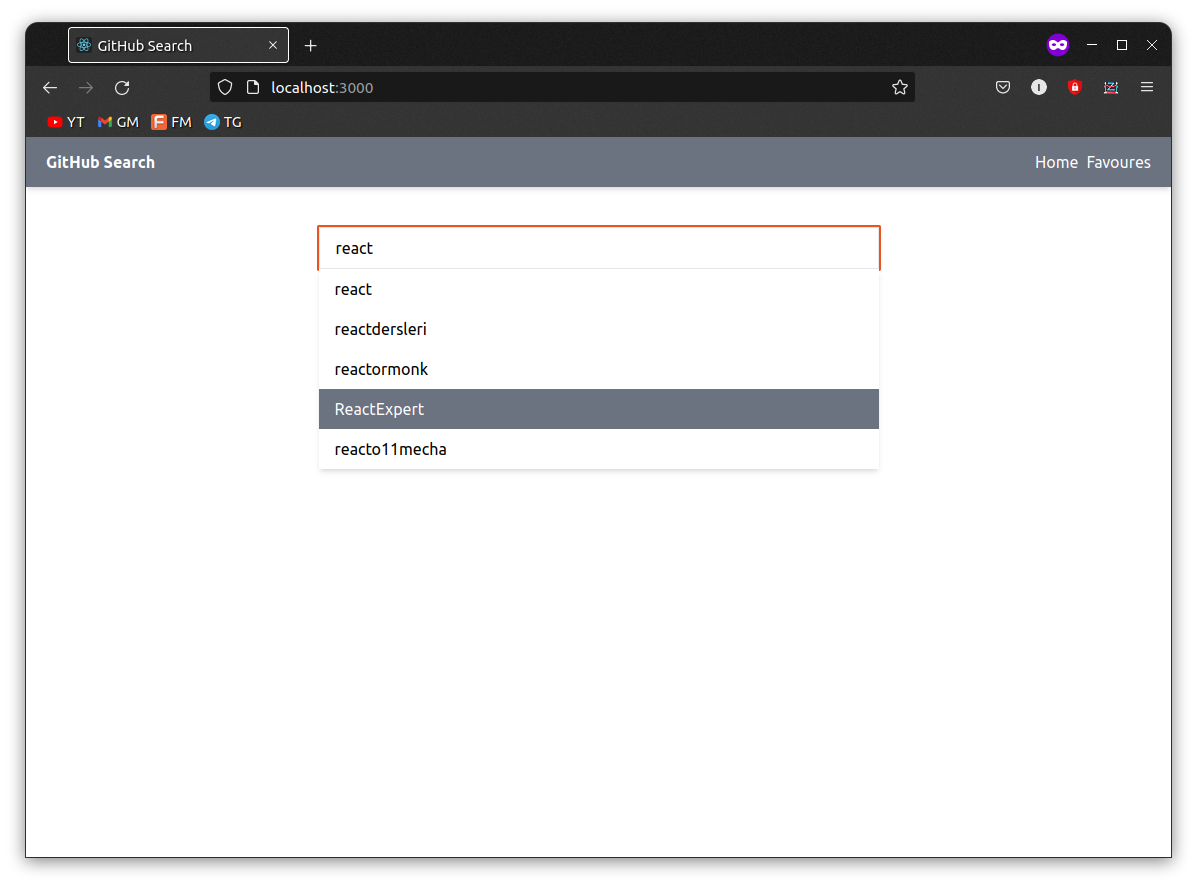 GitHub Search
localhost:3000
YT GM FM TG
GitHub Search Home Favoures
react
react
reactdersleri
reactormonk
ReactExpert
reacto11mecha